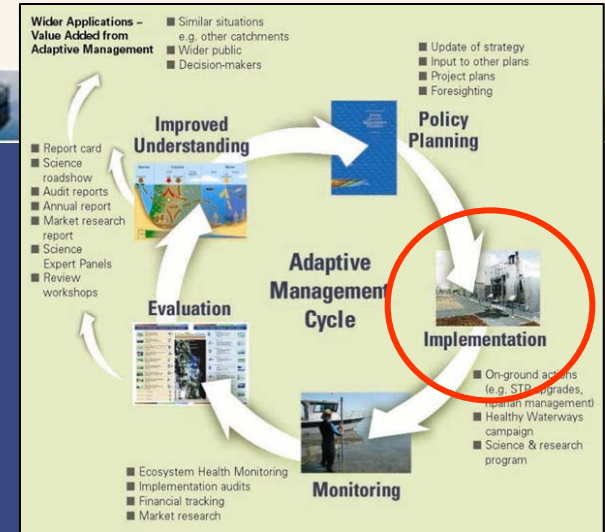 Wider Applications –
Value Added from
Adaptive Management
■ Similar situations
e.g. other catchments
■ Wider public
■ Decision-makers
■ Update of strategy
■ Input to other plans
■ Project plans
■ Foresighting
Improved
Understanding
Policy
Planning
■ Report card
■ Science
roadshow
■ Audit reports
■ Annual report
■ Market research
report
■ Science
Expert Panels
■ Review
workshops
Adaptive
Management
Cycle
Evaluation
Implementation
■ On-ground actions
(e.g. STP upgrades,
riparian management)
■ Healthy Waterways
campaign
■ Science & research
program
■ Ecosystem Health Monitoring
■ Implementation audits
■ Financial tracking
■ Market research
Monitoring